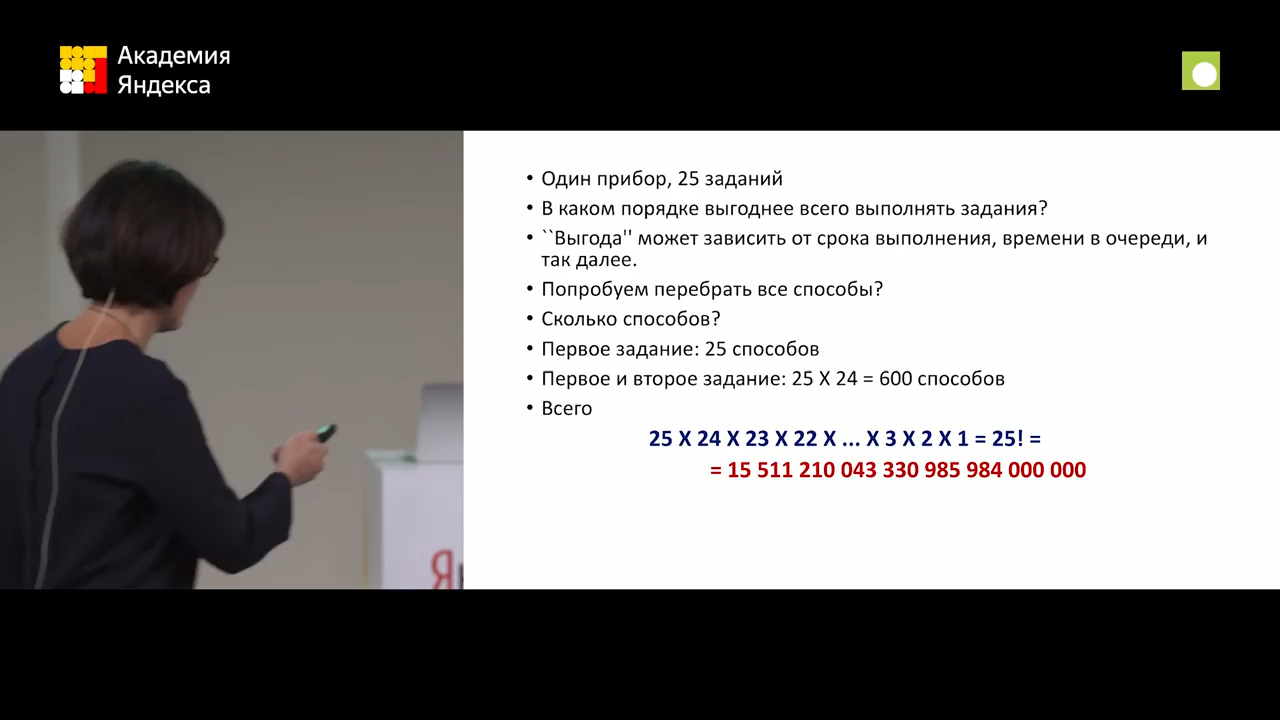 Академия
Яндекса
• Один прибор, 25 заданий
• В каком порядке выгоднее всего выполнять задания?
• ``Выгода'' может зависить от срока выполнения, времени в очереди, и
так далее.
• Попробуем перебрать все способы?
• Сколько способов?
• Первое задание: 25 способов
• Первое и второе задание: 25 X 24 = 600 способов
• Всего
25 X 24 X 23 X 22 X ... X 3 X 2 X 1 = 25! =
= 15 511 210 043 330 985 984 000 000
Я